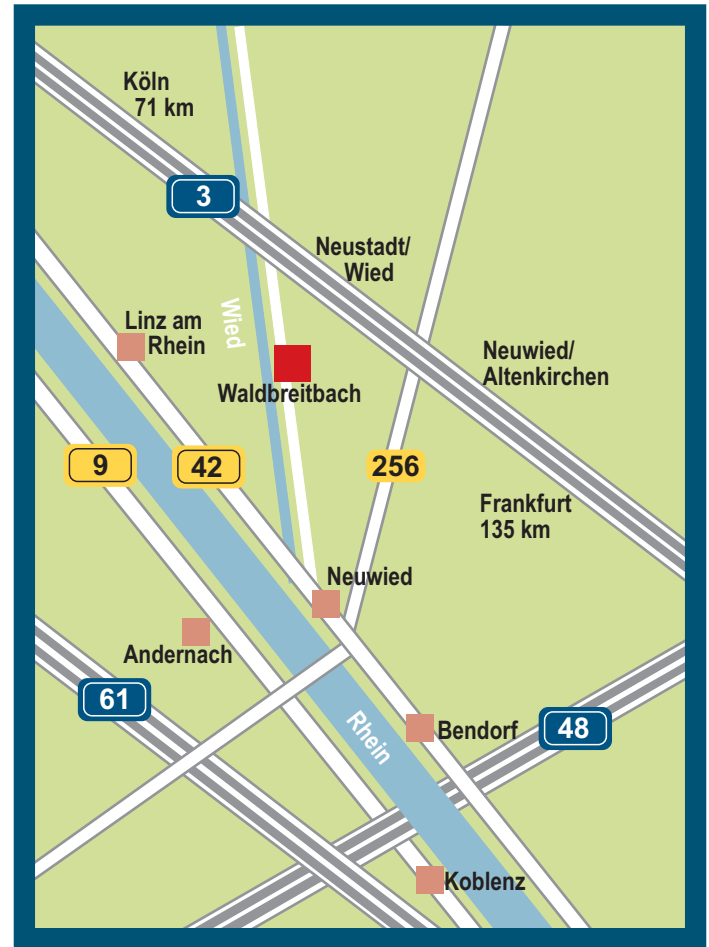 Köln
71 km
3
Neustadt/
Wied
Wied
Linz am
Rhein
Neuwied/
Altenkirchen
Waldbreitbach
9
42
256
Frankfurt
135 km
Neuwied
Andernach
61
Rhein
Bendorf
48
Koblenz